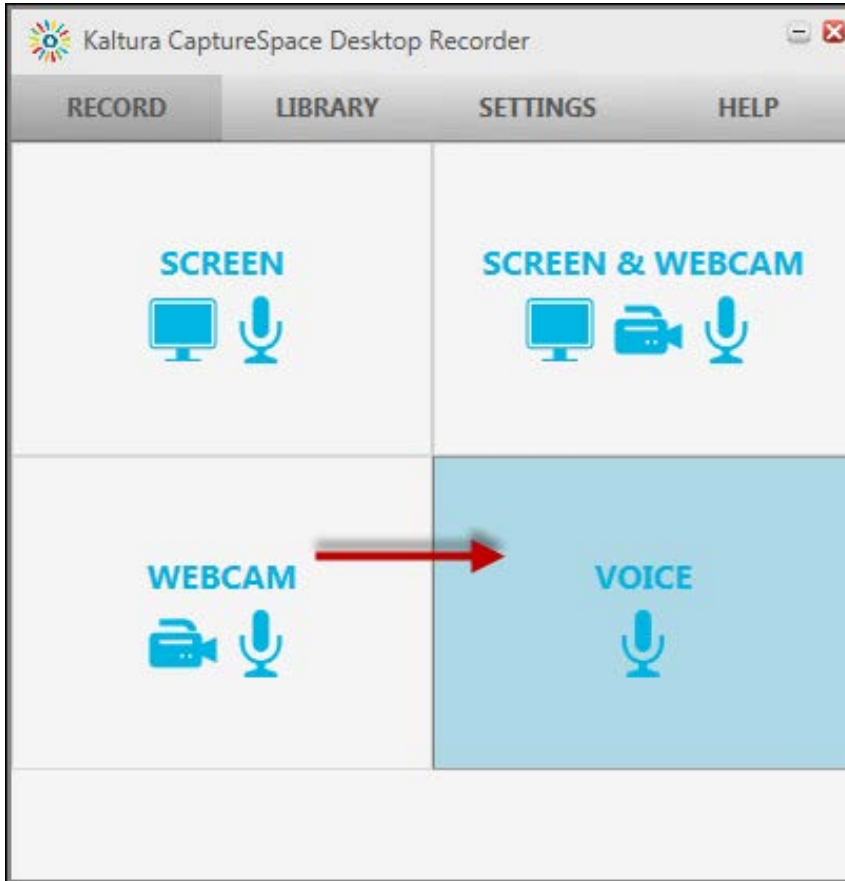 Kaltura CaptureSpace Desktop Recorder
RECORD LIBRARY SETTINGS HELP
SCREEN SCREEN & WEBCAM
WEBCAM VOICE